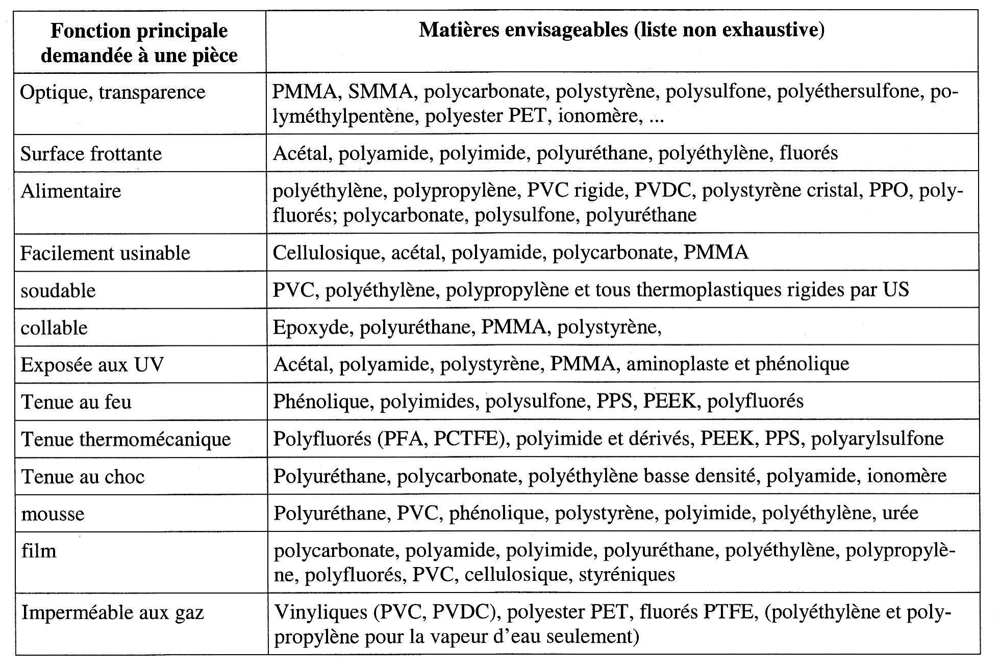 Fonction principale
demandée à une pièce
Matières envisageables (liste non exhaustive)
Optique, transparence
PMMA, SMMA, polycarbonate, polystyrène, polysulfone, polyéthersulfone, po-
lyméthylpentène, polyester PET, ionomère, ...
Surface frottante
Acétal, polyamide, polyimide, polyuréthane, polyéthylène, fluorés
Alimentaire
polyéthylène, polypropylène, PVC rigide, PVDC, polystyrène cristal, PPO, poly-
fluorés; polycarbonate, polysulfone, polyuréthane
Facilement usinable
Cellulosique, acétal, polyamide, polycarbonate, PMMA
soudable
PVC, polyéthylène, polypropylène et tous thermoplastiques rigides par US
collable
Epoxyde, polyuréthane, PMMA, polystyrène,
Exposée aux UV
Acétal, polyamide, polystyrène, PMMA, aminoplaste et phénolique
Tenue au feu
Phénolique, polyimides, polysulfone, PPS, PEEK, polyfluorés
Tenue thermomécanique
Polyfluorés (PFA, PCTFE), polyimide et dérivés, PEEK, PPS, polyarylsulfone
Tenue au choc
Polyuréthane, polycarbonate, polyéthylène basse densité, polyamide, ionomère
mousse
Polyuréthane, PVC, phénolique, polystyrène, polyimide, polyéthylène, urée
film
polycarbonate, polyamide, polyimide, polyuréthane, polyéthylène, polypropylè-
ne, polyfluorés, PVC, cellulosique, styréniques
Imperméable aux gaz
Vinyliques (PVC, PVDC), polyester PET, fluorés PTFE, (polyéthylène et poly-
propylène pour la vapeur d'eau seulement)